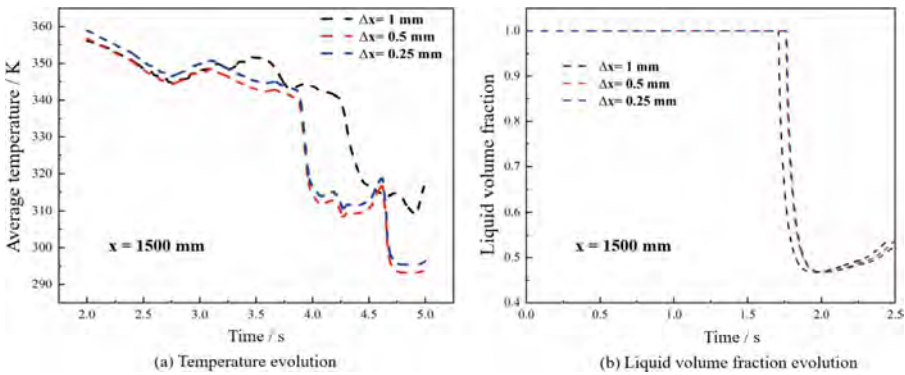 360
350
340
330
320
310
300
290
Average temperature / K
Δx= 1 mm
Δx= 0.5 mm
Δx= 0.25 mm
x = 1500 mm
2.0 2.5 3.0 3.5 4.0 4.5 5.0
Time / s
(a) Temperature evolution
1.0
0.9
0.8
0.7
0.6
0.5
0.4
Liquid volume fraction
Δx= 1 mm
Δx= 0.5 mm
Δx= 0.25 mm
x = 1500 mm
0.0 0.5 1.0 1.5 2.0 2.5
Time / s
(b) Liquid volume fraction evolution